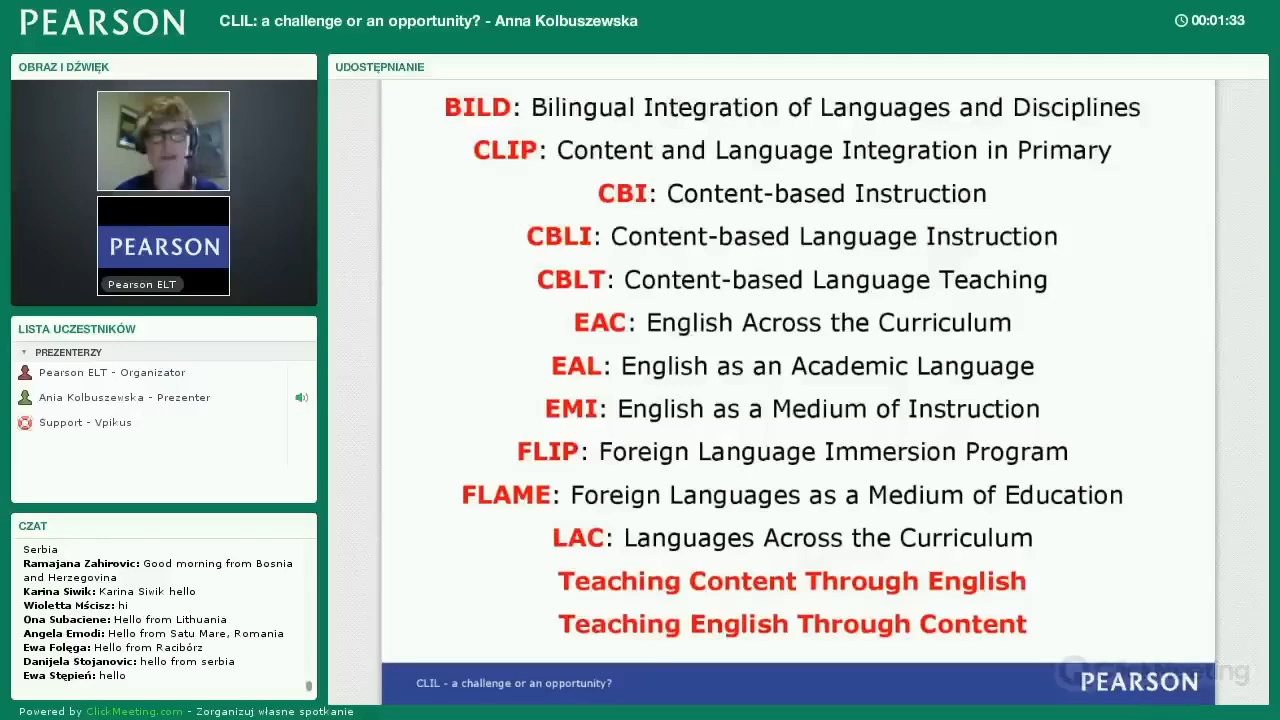 PEARSON
CLIL: a challenge or an opportunity? - Anna Kolbuszewska
00:01:33
OBRAZ I DŹWIĘK
PEARSON
Pearson ELT
LISTA UCZESTNIKÓW
PREZENTERZY
Pearson ELT - Organizator
Ania Kolbuszewska - Prezenter
Support - Vpikus
CZAT
Serbia
Ramajana Zahirovic: Good morning from Bosnia
and Herzegovina
Karina Siwik: Karina Siwik hello
Wioletta Mścisz: hi
Ona Subaciene: Hello from Lithuania
Angela Emodi: Hello from Satu Mare, Romania
Ewa Folęga: Hello from Racibórz
Danijela Stojanovic: hello from serbia
Ewa Stępień: hello
Powered by ClickMeeting.com - Zorganizuj własne spotkanie
UDOSTĘPNIANIE
BILD: Bilingual Integration of Languages and Disciplines
CLIP: Content and Language Integration in Primary
CBI: Content-based Instruction
CBLI: Content-based Language Instruction
CBLT: Content-based Language Teaching
EAC: English Across the Curriculum
EAL: English as an Academic Language
EMI: English as a Medium of Instruction
FLIP: Foreign Language Immersion Program
FLAME: Foreign Languages as a Medium of Education
LAC: Languages Across the Curriculum
Teaching Content Through English
Teaching English Through Content
CLIL - a challenge or an opportunity?
ClickMeeting
PEARSON